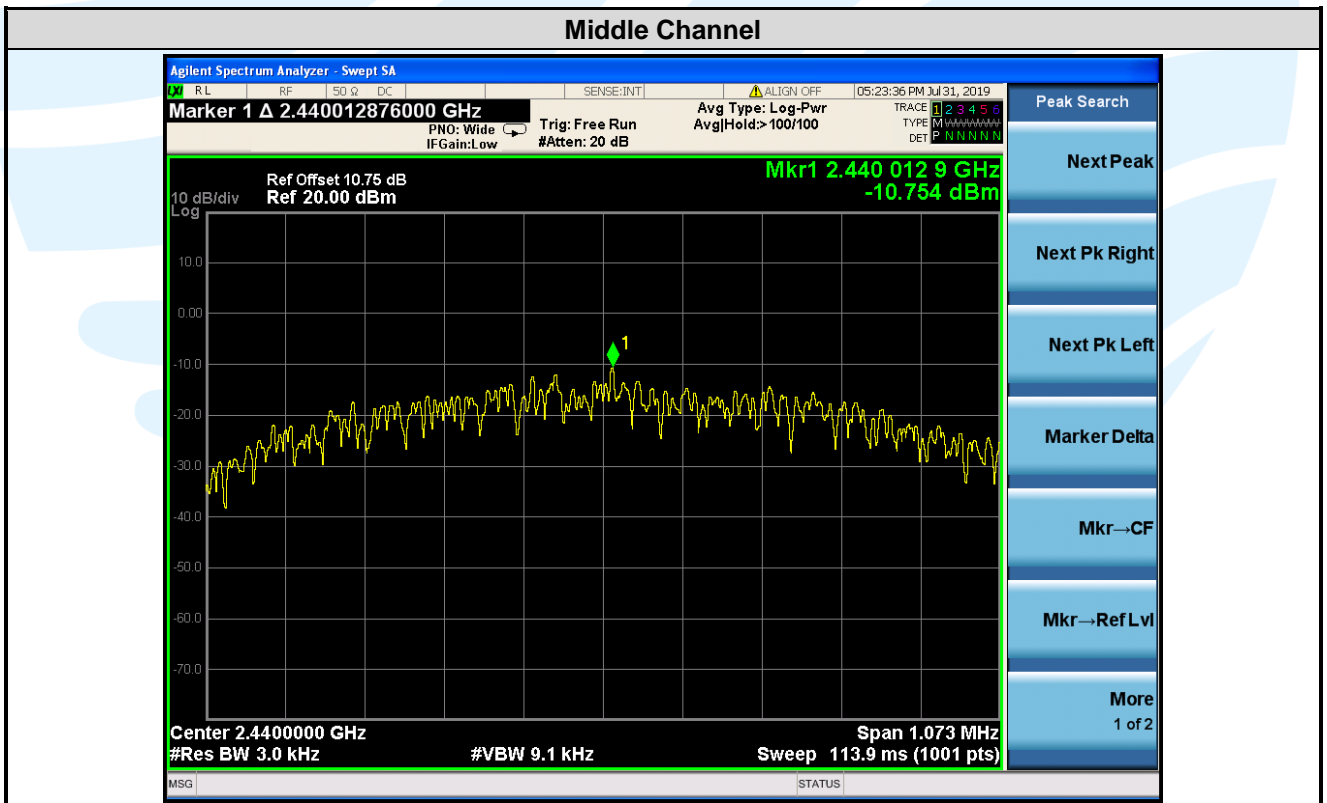 Middle Channel
Agilent Spectrum Analyzer - Swept SA
LXI RL RF 50 Ω DC SENSE:INT ALIGN OFF 05:23:36 PM Jul 31, 2019
Marker 1 Δ 2.440012876000 GHz
PNO: Wide
IFGain:Low
Trig: Free Run
#Atten: 20 dB
Avg Type: Log-Pwr
Avg|Hold:>100/100
TRACE 1 2 3 4 5 6
TYPE M WWWWW
DET P N N N N N
Peak Search
Next Peak
Next Pk Right
Next Pk Left
Marker Delta
Mkr→CF
Mkr→Ref Lvl
More
1 of 2
Mkr1 2.440 012 9 GHz
-10.754 dBm
Ref Offset 10.75 dB
10 dB/div Ref 20.00 dBm
Log
10.0
0.00
1
-10.0
-20.0
-30.0
-40.0
-50.0
-60.0
-70.0
Center 2.4400000 GHz Span 1.073 MHz
#Res BW 3.0 kHz #VBW 9.1 kHz Sweep 113.9 ms (1001 pts)
MSG STATUS